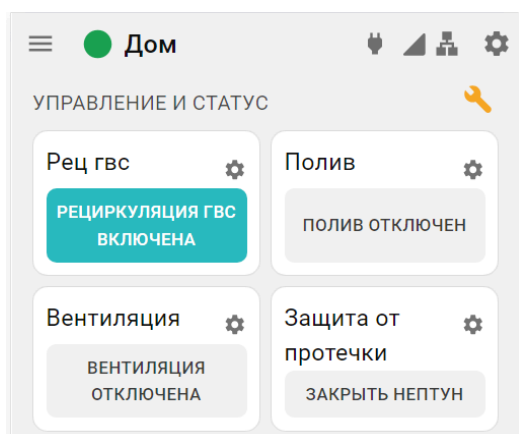 Дом
УПРАВЛЕНИЕ И СТАТУС
Рец гвс
РЕЦИРКУЛЯЦИЯ ГВС
ВКЛЮЧЕНА
Полив
ПОЛИВ ОТКЛЮЧЕН
Вентиляция
ВЕНТИЛЯЦИЯ
ОТКЛЮЧЕНА
Защита от
протечки
ЗАКРЫТЬ НЕПТУН